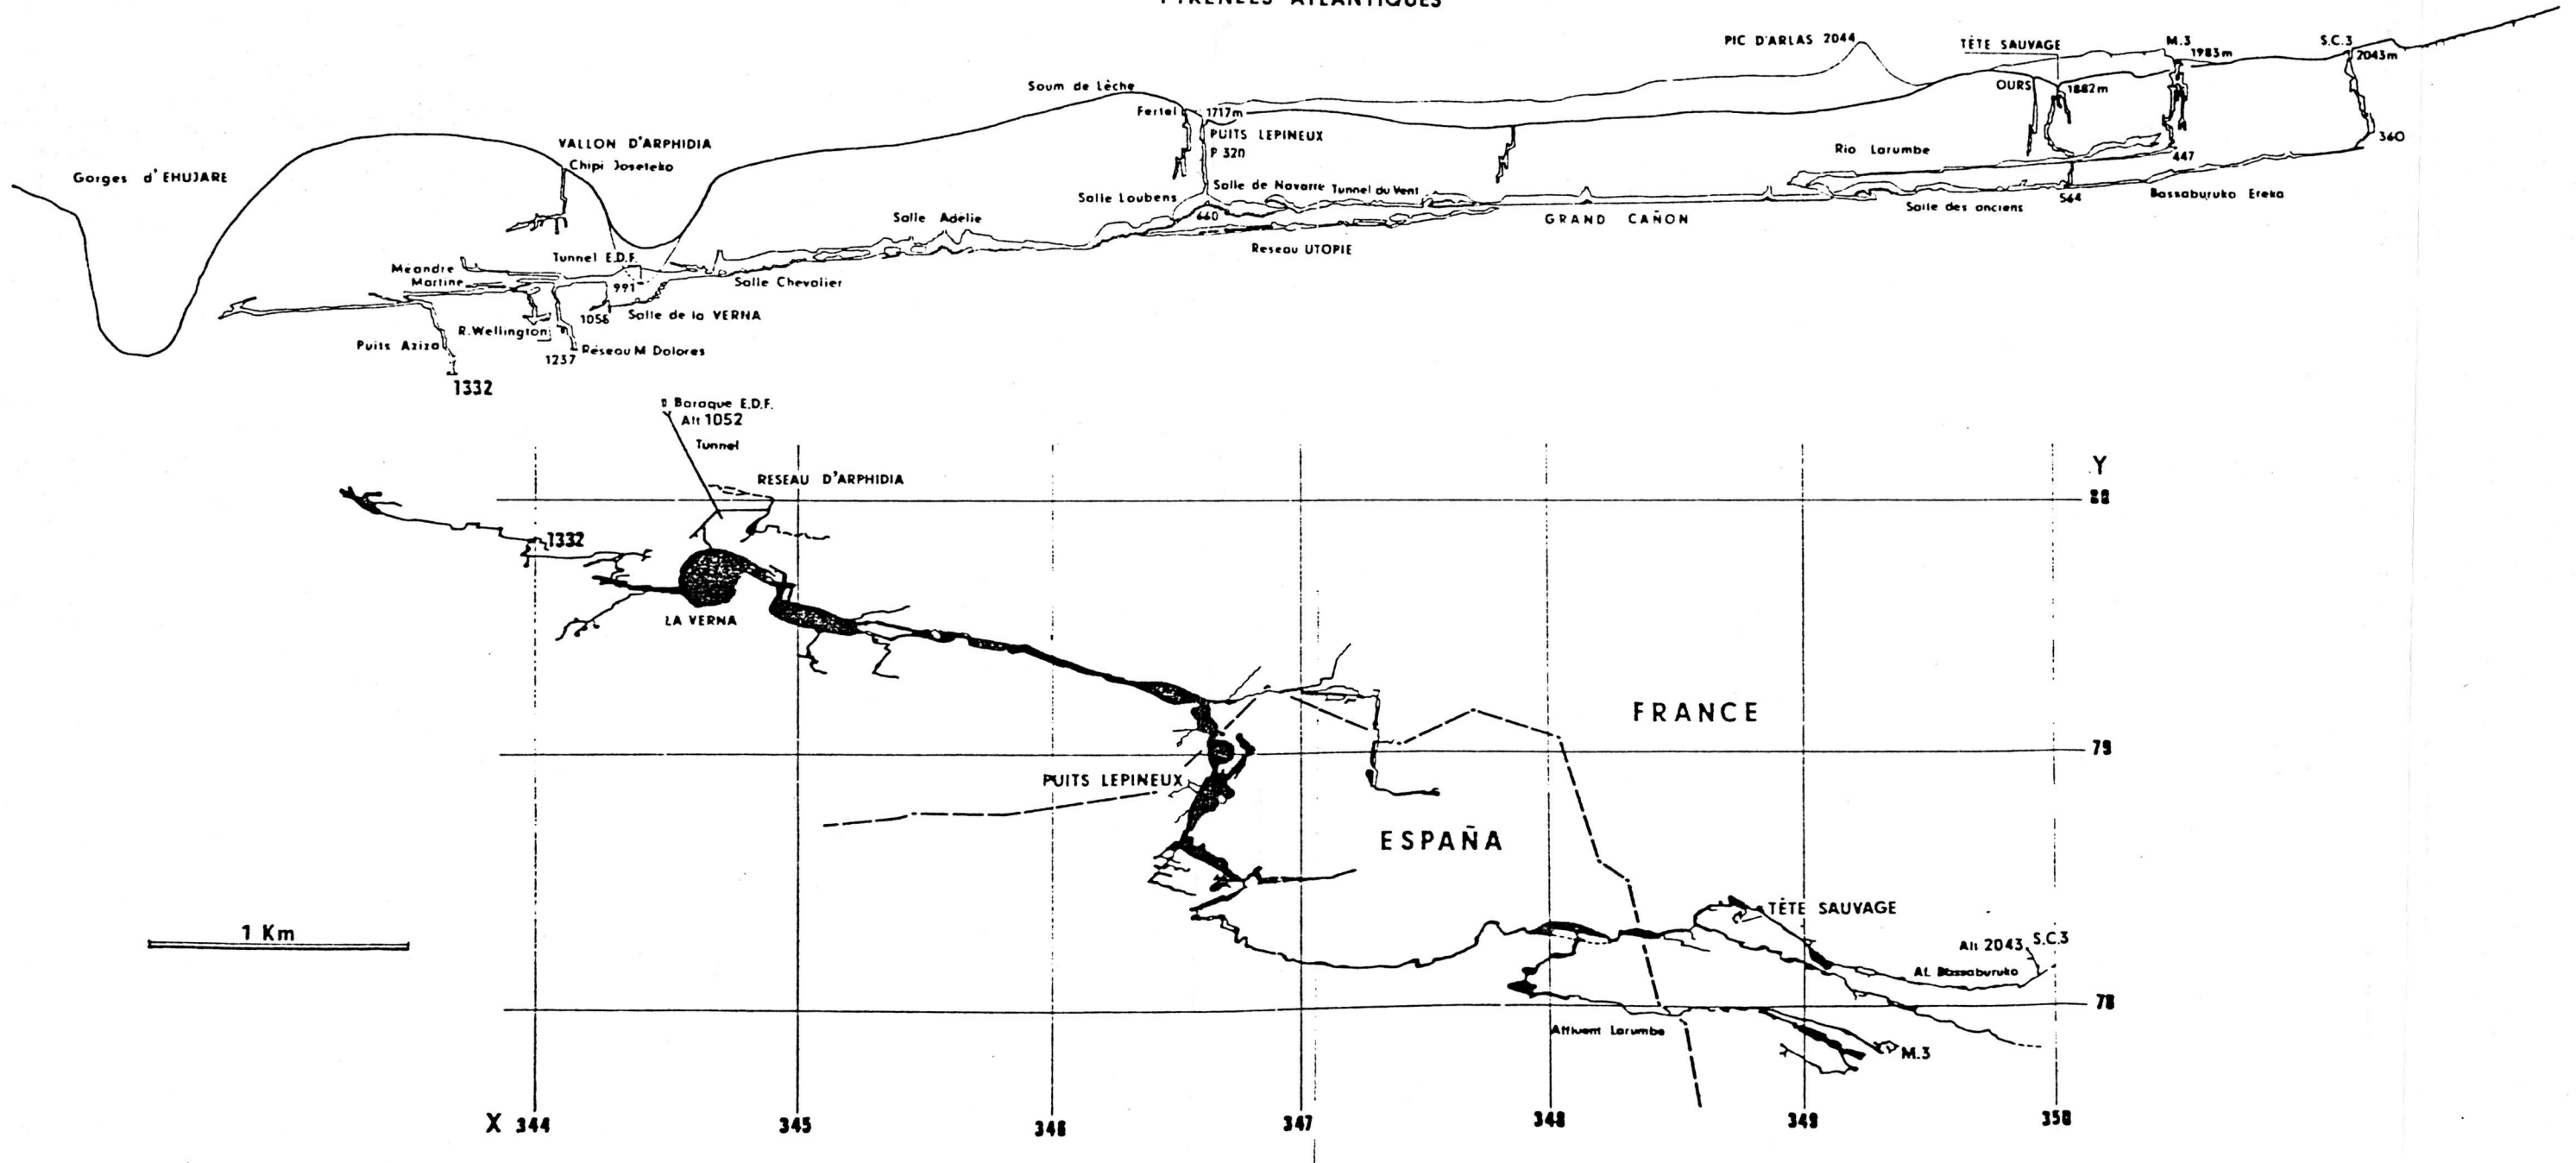 PYRENEES ATLANTIQUES
PIC D'ARLAS 2044
TÊTE SAUVAGE
M.3
1983m
S.C.3
2043m
Soum de Lèche
Fertel
1717m
OURS
1882m
PUITS LEPINEUX
P 320
VALLON D'ARPHIDIA
Chipi Joseteko
Gorges d'EHUJARE
Rio Larumbe
447
360
Salle Loubens
Salle de Navarre
Tunnel du Vent
Salle des anciens
564
Bassaburuko Ereka
Salle Adélie
660
GRAND CAÑON
Reseau UTOPIE
Tunnel E.D.F.
Méandre
Martine
991
Salle Chevalier
1056
Salle de la VERNA
R.Wellington
Puits Aziza
1237
Réseau M Dolores
1332
Baraque E.D.F.
Alt 1052
Tunnel
RESEAU D'ARPHIDIA
Y
80
1332
LA VERNA
FRANCE
79
PUITS LEPINEUX
ESPAÑA
TÊTE SAUVAGE
1 Km
Alt 2043
S.C.3
Af. Bassaburuko
78
Affluent Larumbe
M.3
X 344
345
346
347
348
349
350